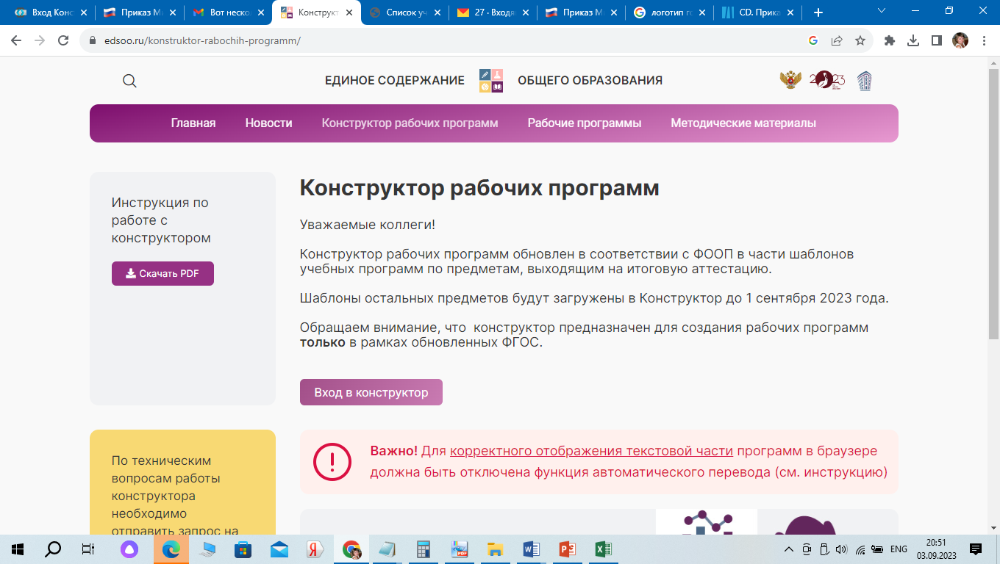 Вход Конс
Приказ Ми
Вот неско
Конструкт
Список уч
27 · Входя
Приказ Ми
логотип го
CD. Прика
edsoo.ru/konstruktor-rabochih-programm/
ЕДИНОЕ СОДЕРЖАНИЕ
ОБЩЕГО ОБРАЗОВАНИЯ
2023
Главная
Новости
Конструктор рабочих программ
Рабочие программы
Методические материалы
Инструкция по
работе с
конструктором
Скачать PDF
Конструктор рабочих программ
Уважаемые коллеги!
Конструктор рабочих программ обновлен в соответствии с ФООП в части шаблонов
учебных программ по предметам, выходящим на итоговую аттестацию.
Шаблоны остальных предметов будут загружены в Конструктор до 1 сентября 2023 года.
Обращаем внимание, что конструктор предназначен для создания рабочих программ
только в рамках обновленных ФГОС.
Вход в конструктор
Важно! Для корректного отображения текстовой части программ в браузере
должна быть отключена функция автоматического перевода (см. инструкцию)
По техническим
вопросам работы
конструктора
необходимо
отправить запрос на
ENG
20:51
03.09.2023